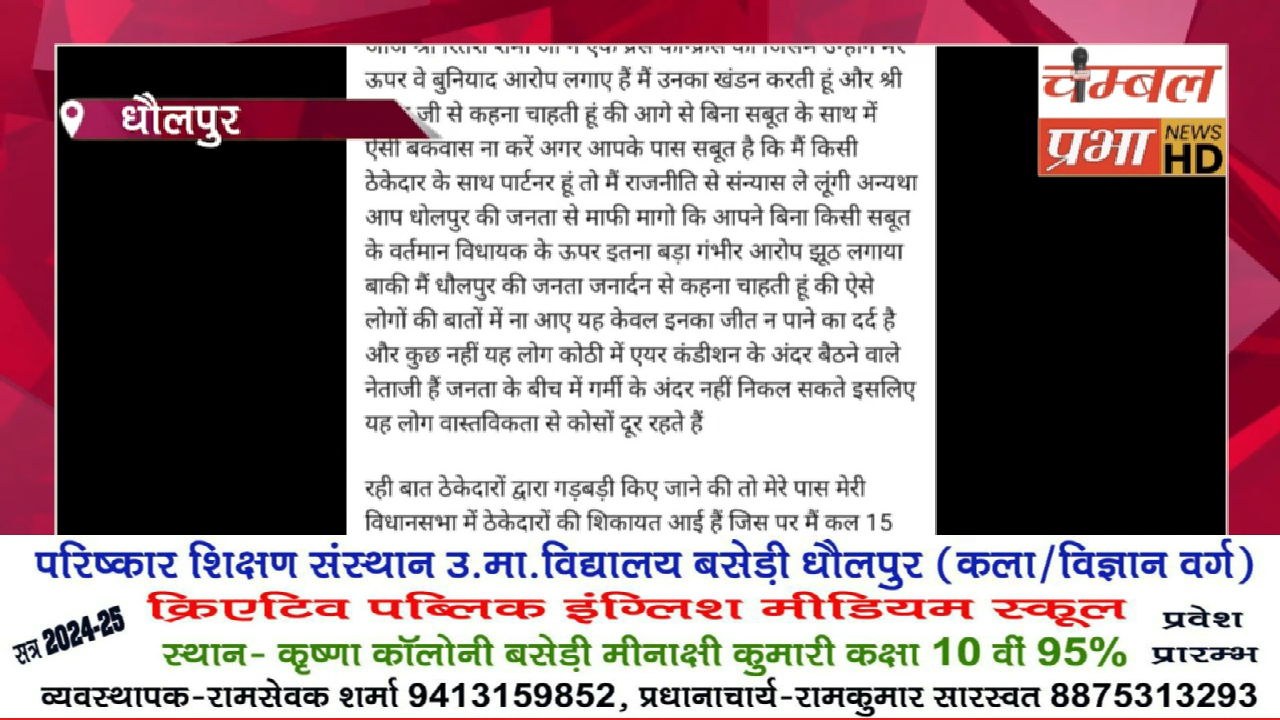 आज श्री रितेश शर्मा जी ने एक प्रेस कॉन्फ्रेंस की जिसमें उन्होंने मेरे
ऊपर वे बुनियाद आरोप लगाए हैं मैं उनका खंडन करती हूं और श्री
जी से कहना चाहती हूं की आगे से बिना सबूत के साथ में
धौलपुर
ऐसी बकवास ना करें अगर आपके पास सबूत है कि मैं किसी
ठेकेदार के साथ पार्टनर हूं तो मैं राजनीति से संन्यास ले लूंगी अन्यथा
आप धोलपुर की जनता से माफी मागो कि आपने बिना किसी सबूत
के वर्तमान विधायक के ऊपर इतना बड़ा गंभीर आरोप झूठ लगाया
बाकी मैं धौलपुर की जनता जनार्दन से कहना चाहती हूं की ऐसे
लोगों की बातों में ना आए यह केवल इनका जीत न पाने का दर्द है
और कुछ नहीं यह लोग कोठी में एयर कंडीशन के अंदर बैठने वाले
नेताजी हैं जनता के बीच में गर्मी के अंदर नहीं निकल सकते इसलिए
यह लोग वास्तविकता से कोसों दूर रहते हैं
रही बात ठेकेदारों द्वारा गड़बड़ी किए जाने की तो मेरे पास मेरी
विधानसभा में ठेकेदारों की शिकायत आई हैं जिस पर मैं कल 15
चम्बल
प्रभा NEWS HD
परिष्कार शिक्षण संस्थान उ.मा.विद्यालय बसेड़ी धौलपुर (कला/विज्ञान वर्ग)
सत्र 2024-25
क्रिएटिव पब्लिक इंग्लिश मीडियम स्कूल
प्रवेश
प्रारम्भ
स्थान- कृष्णा कॉलोनी बसेड़ी मीनाक्षी कुमारी कक्षा 10 वीं 95%
व्यवस्थापक-रामसेवक शर्मा 9413159852, प्रधानाचार्य-रामकुमार सारस्वत 8875313293